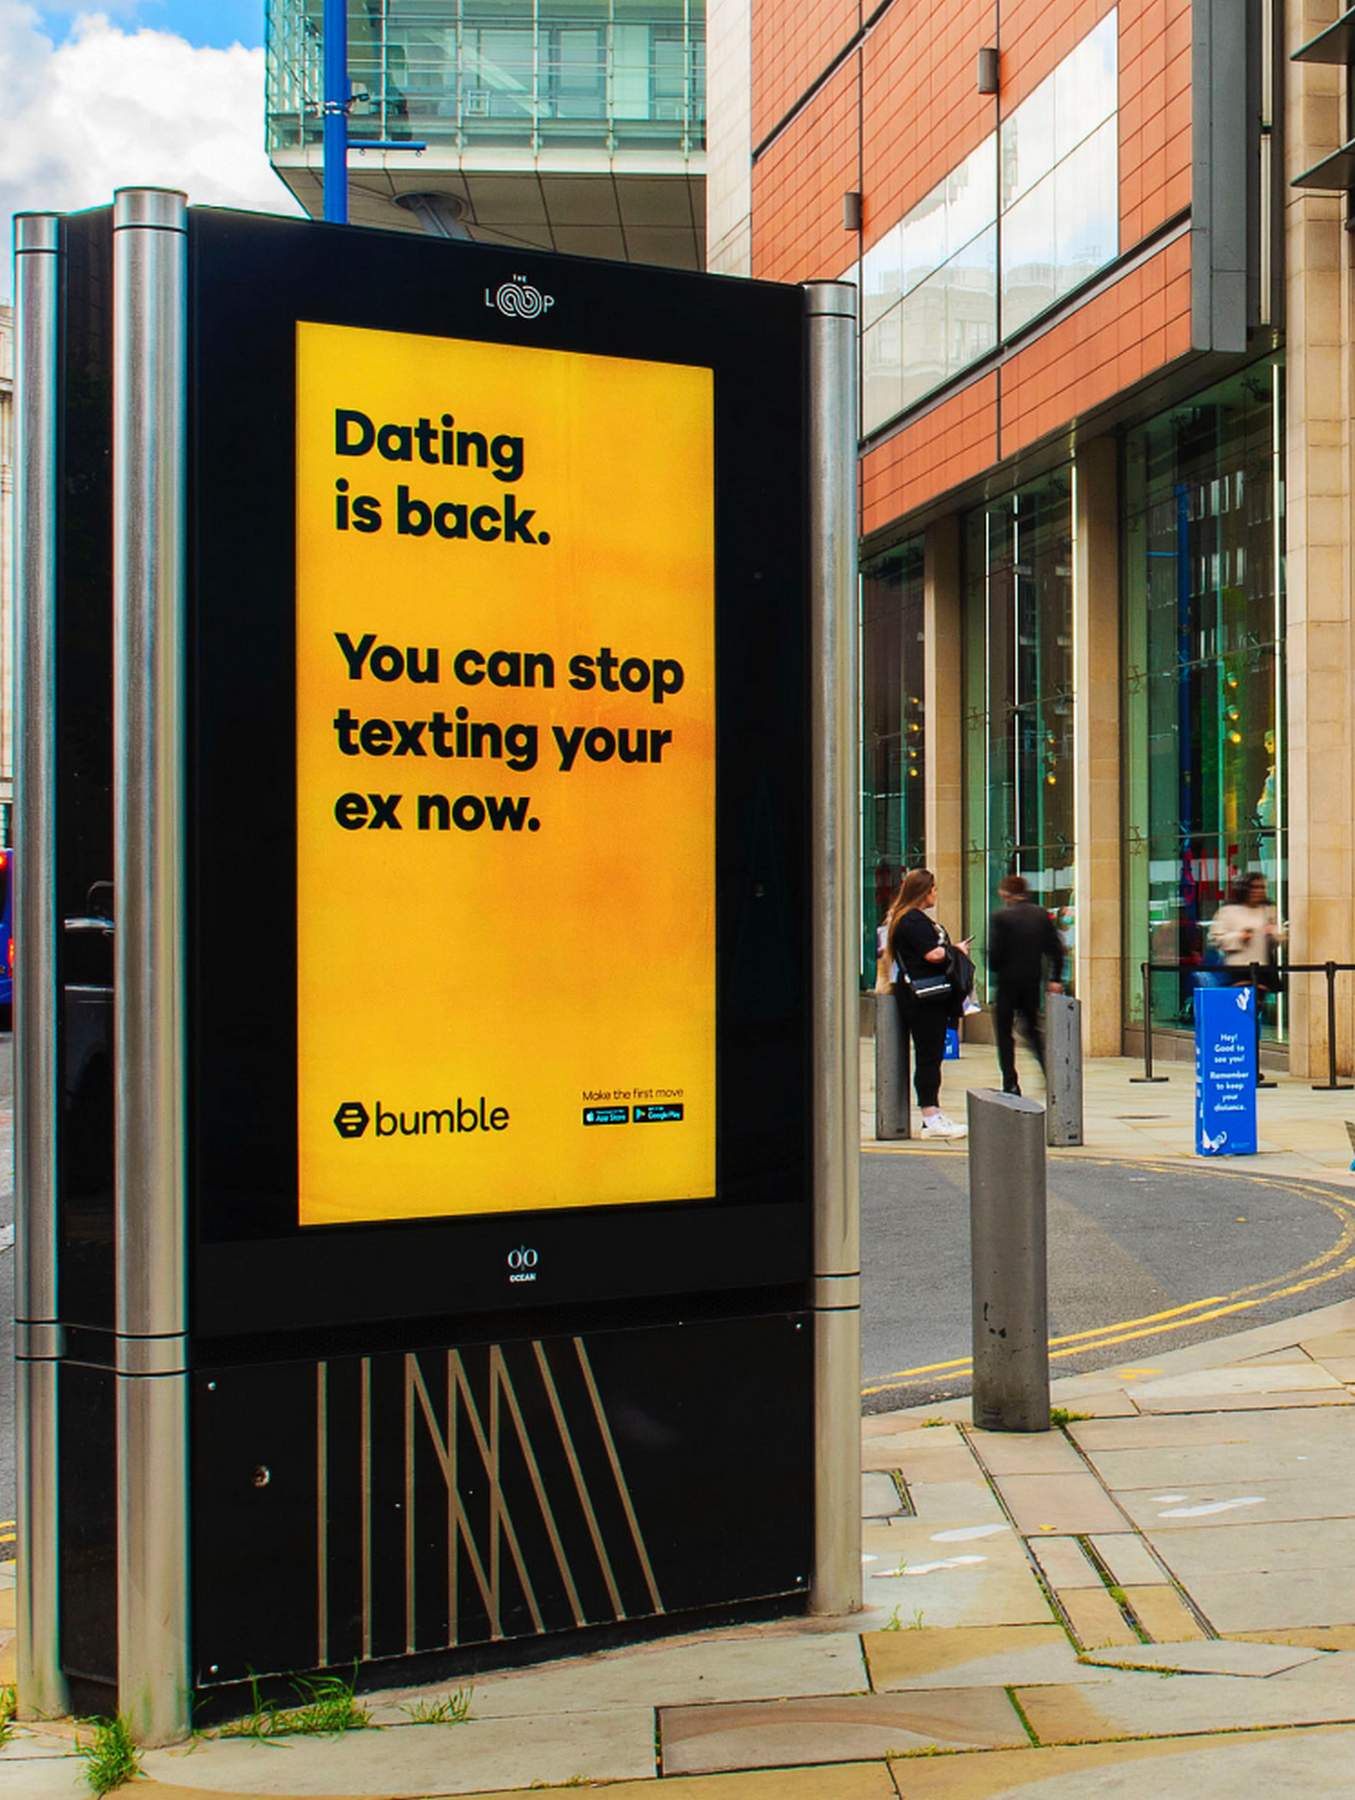 THE
LOOP
Dating
is back.
You can stop
texting your
ex now.
bumble
Make the first move
App Store
Google Play
OCEAN
SALE
Hey!
Good to
see you!
Remember
to keep
your
distance.